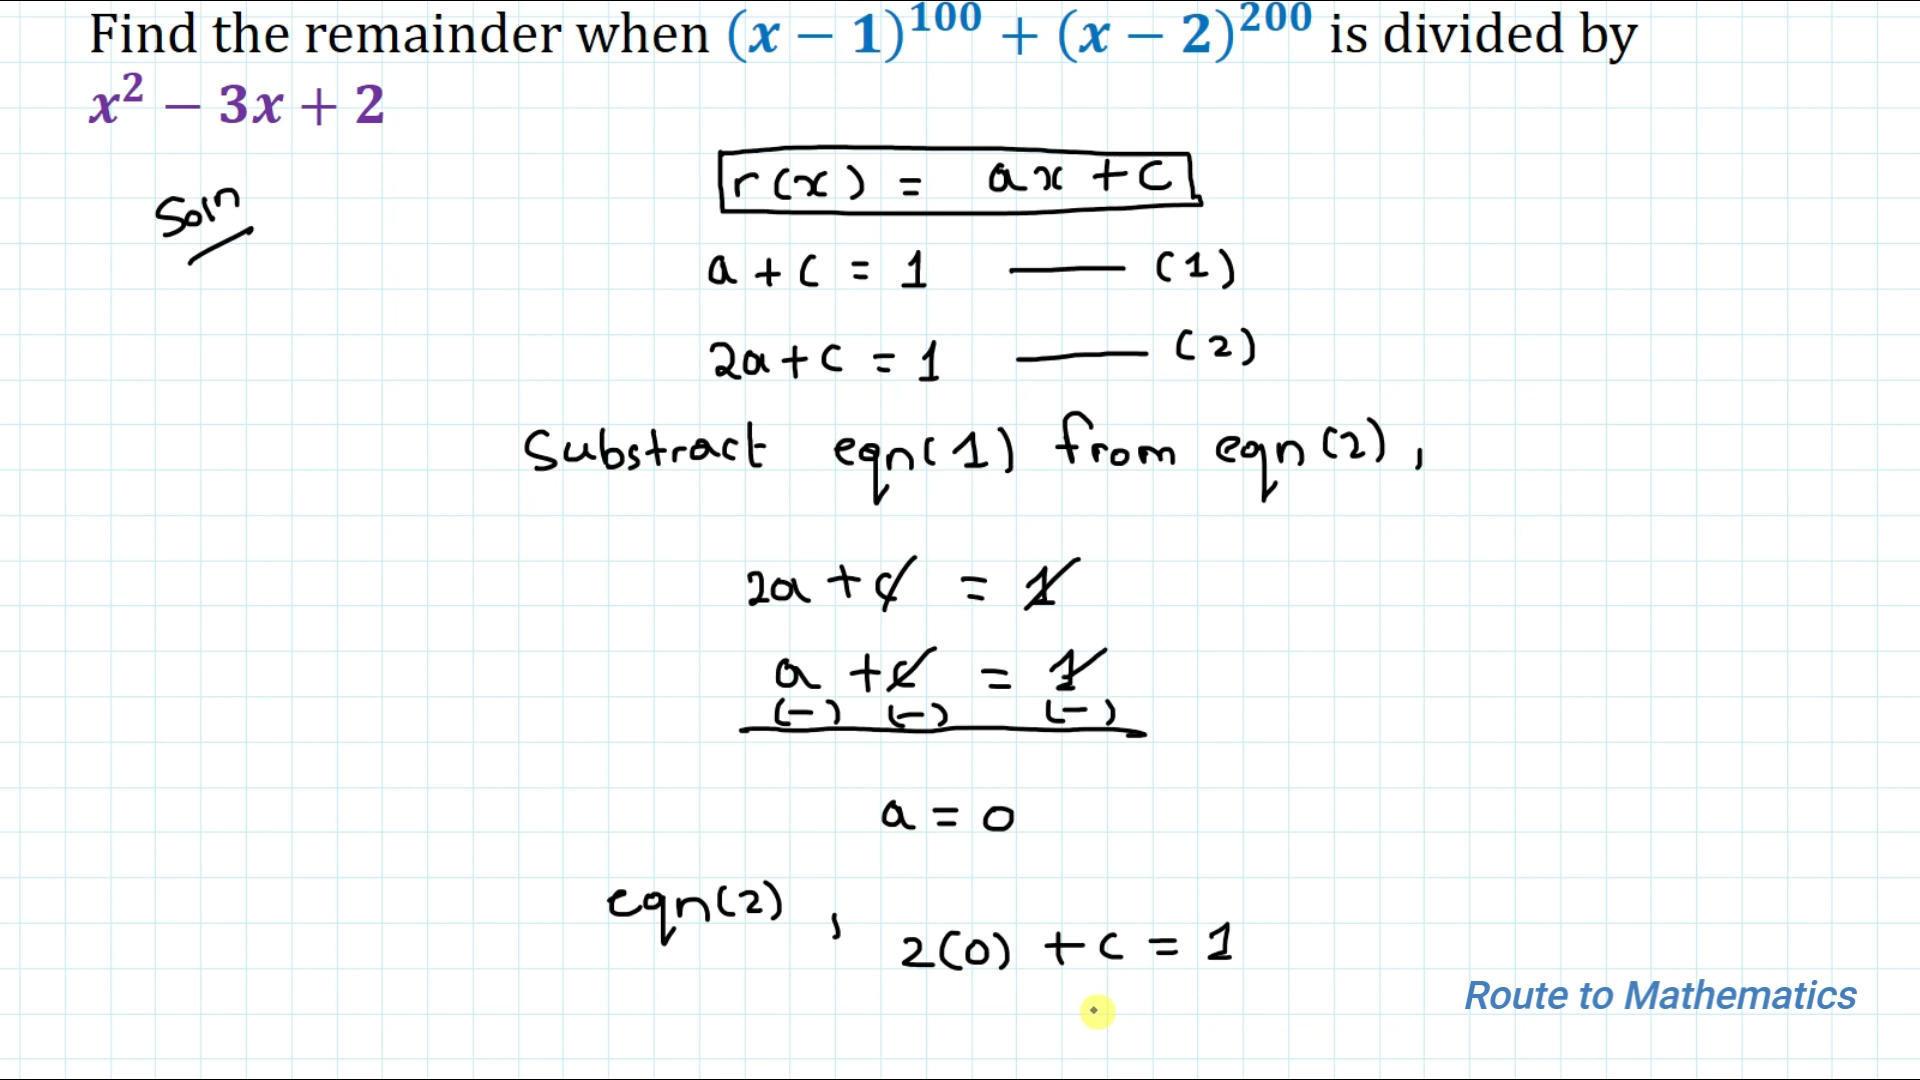 Find the remainder when (x − 1)^100 + (x − 2)^200 is divided by
x² − 3x + 2
Soln
r(x) = ax + c
a + c = 1 —— (1)
2a + c = 1 —— (2)
Substract eqn(1) from eqn(2),
2a + c = 1
a + c = 1
(−) (−) (−)
a = 0
eqn(2), 2(0) + c = 1
Route to Mathematics